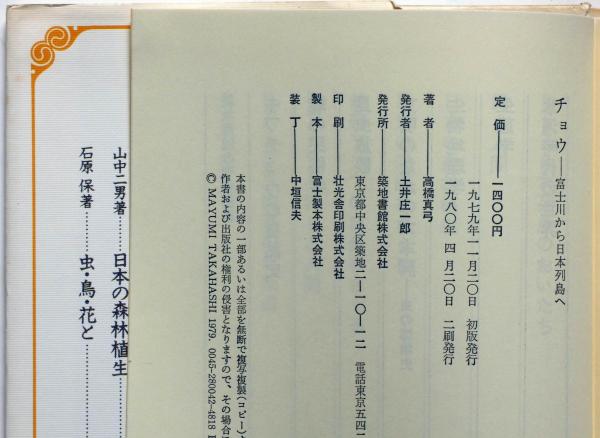 チョウ――富士川から日本列島へ
定価――一四〇〇円
一九七九年一一月二〇日 初版発行
一九八〇年四月二〇日 二刷発行
著者――高橋真弓
発行者――土井庄一郎
発行所――築地書館株式会社
東京都中央区築地二―一〇―一二 電話東京五四二
印刷――壮光舎印刷株式会社
製本――富士製本株式会社
装丁――中垣信夫
本書の内容の一部あるいは全部を無断で複写複製(コピー)
作者および出版社の権利の侵害となりますので、その場合
© MAYUMI TAKAHASHI 1979. 0045-280042-4818
山中二男著……日本の森林植生
石原保著……虫・鳥・花と